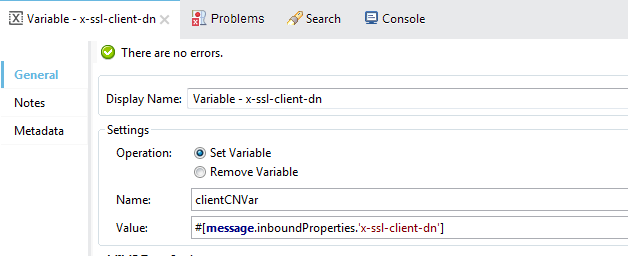 Variable - x-ssl-client-dn Problems Search Console
There are no errors.
General
Display Name: Variable - x-ssl-client-dn
Notes
Metadata
Settings
Operation: Set Variable
Remove Variable
Name: clientCNVar
Value: #[message.inboundProperties.'x-ssl-client-dn']